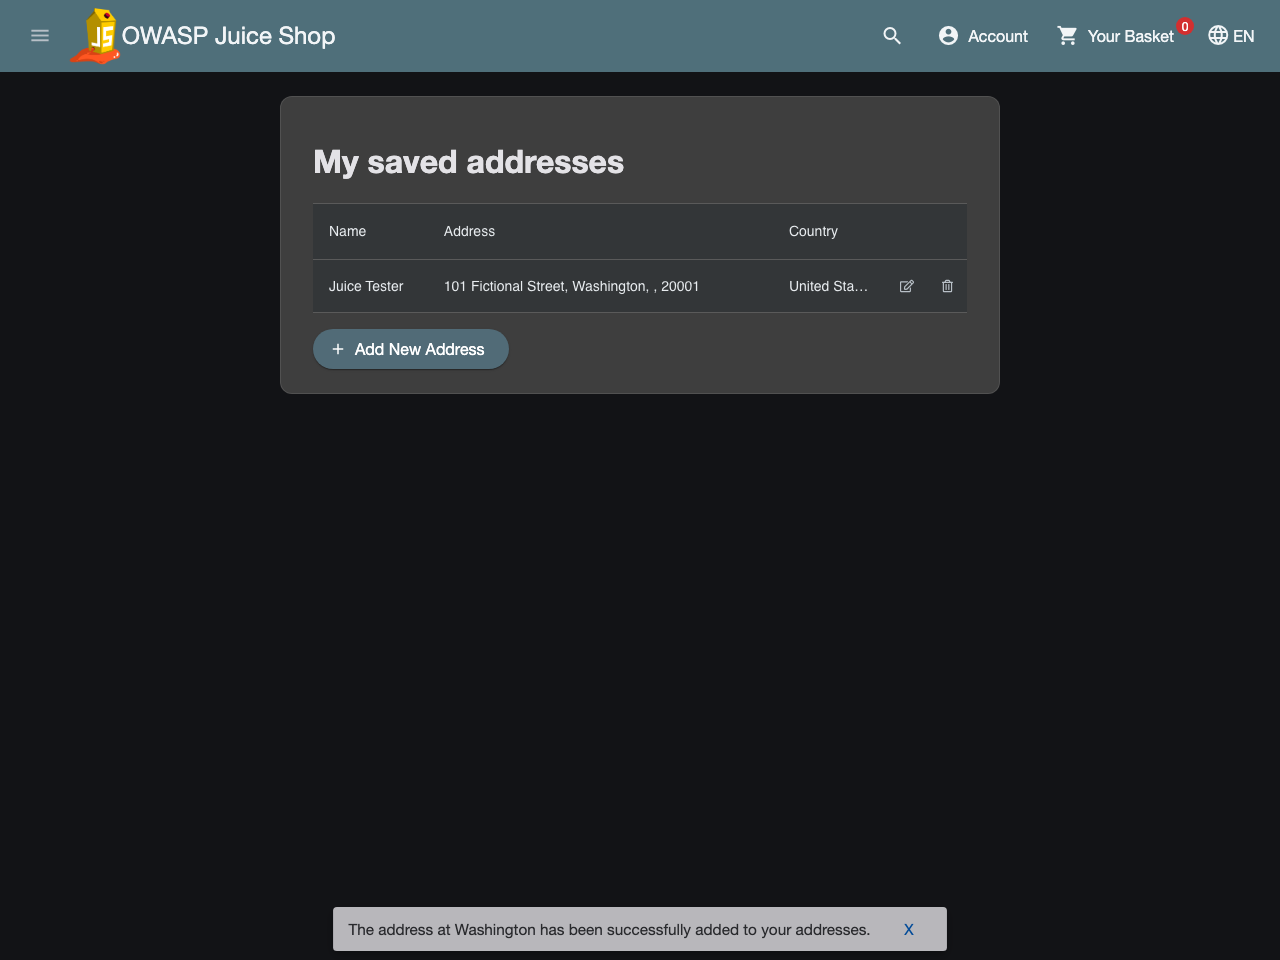 OWASP Juice Shop
Account
Your Basket
0
EN
My saved addresses
Name Address Country
Juice Tester 101 Fictional Street, Washington, , 20001 United Sta…
Add New Address
The address at Washington has been successfully added to your addresses. X